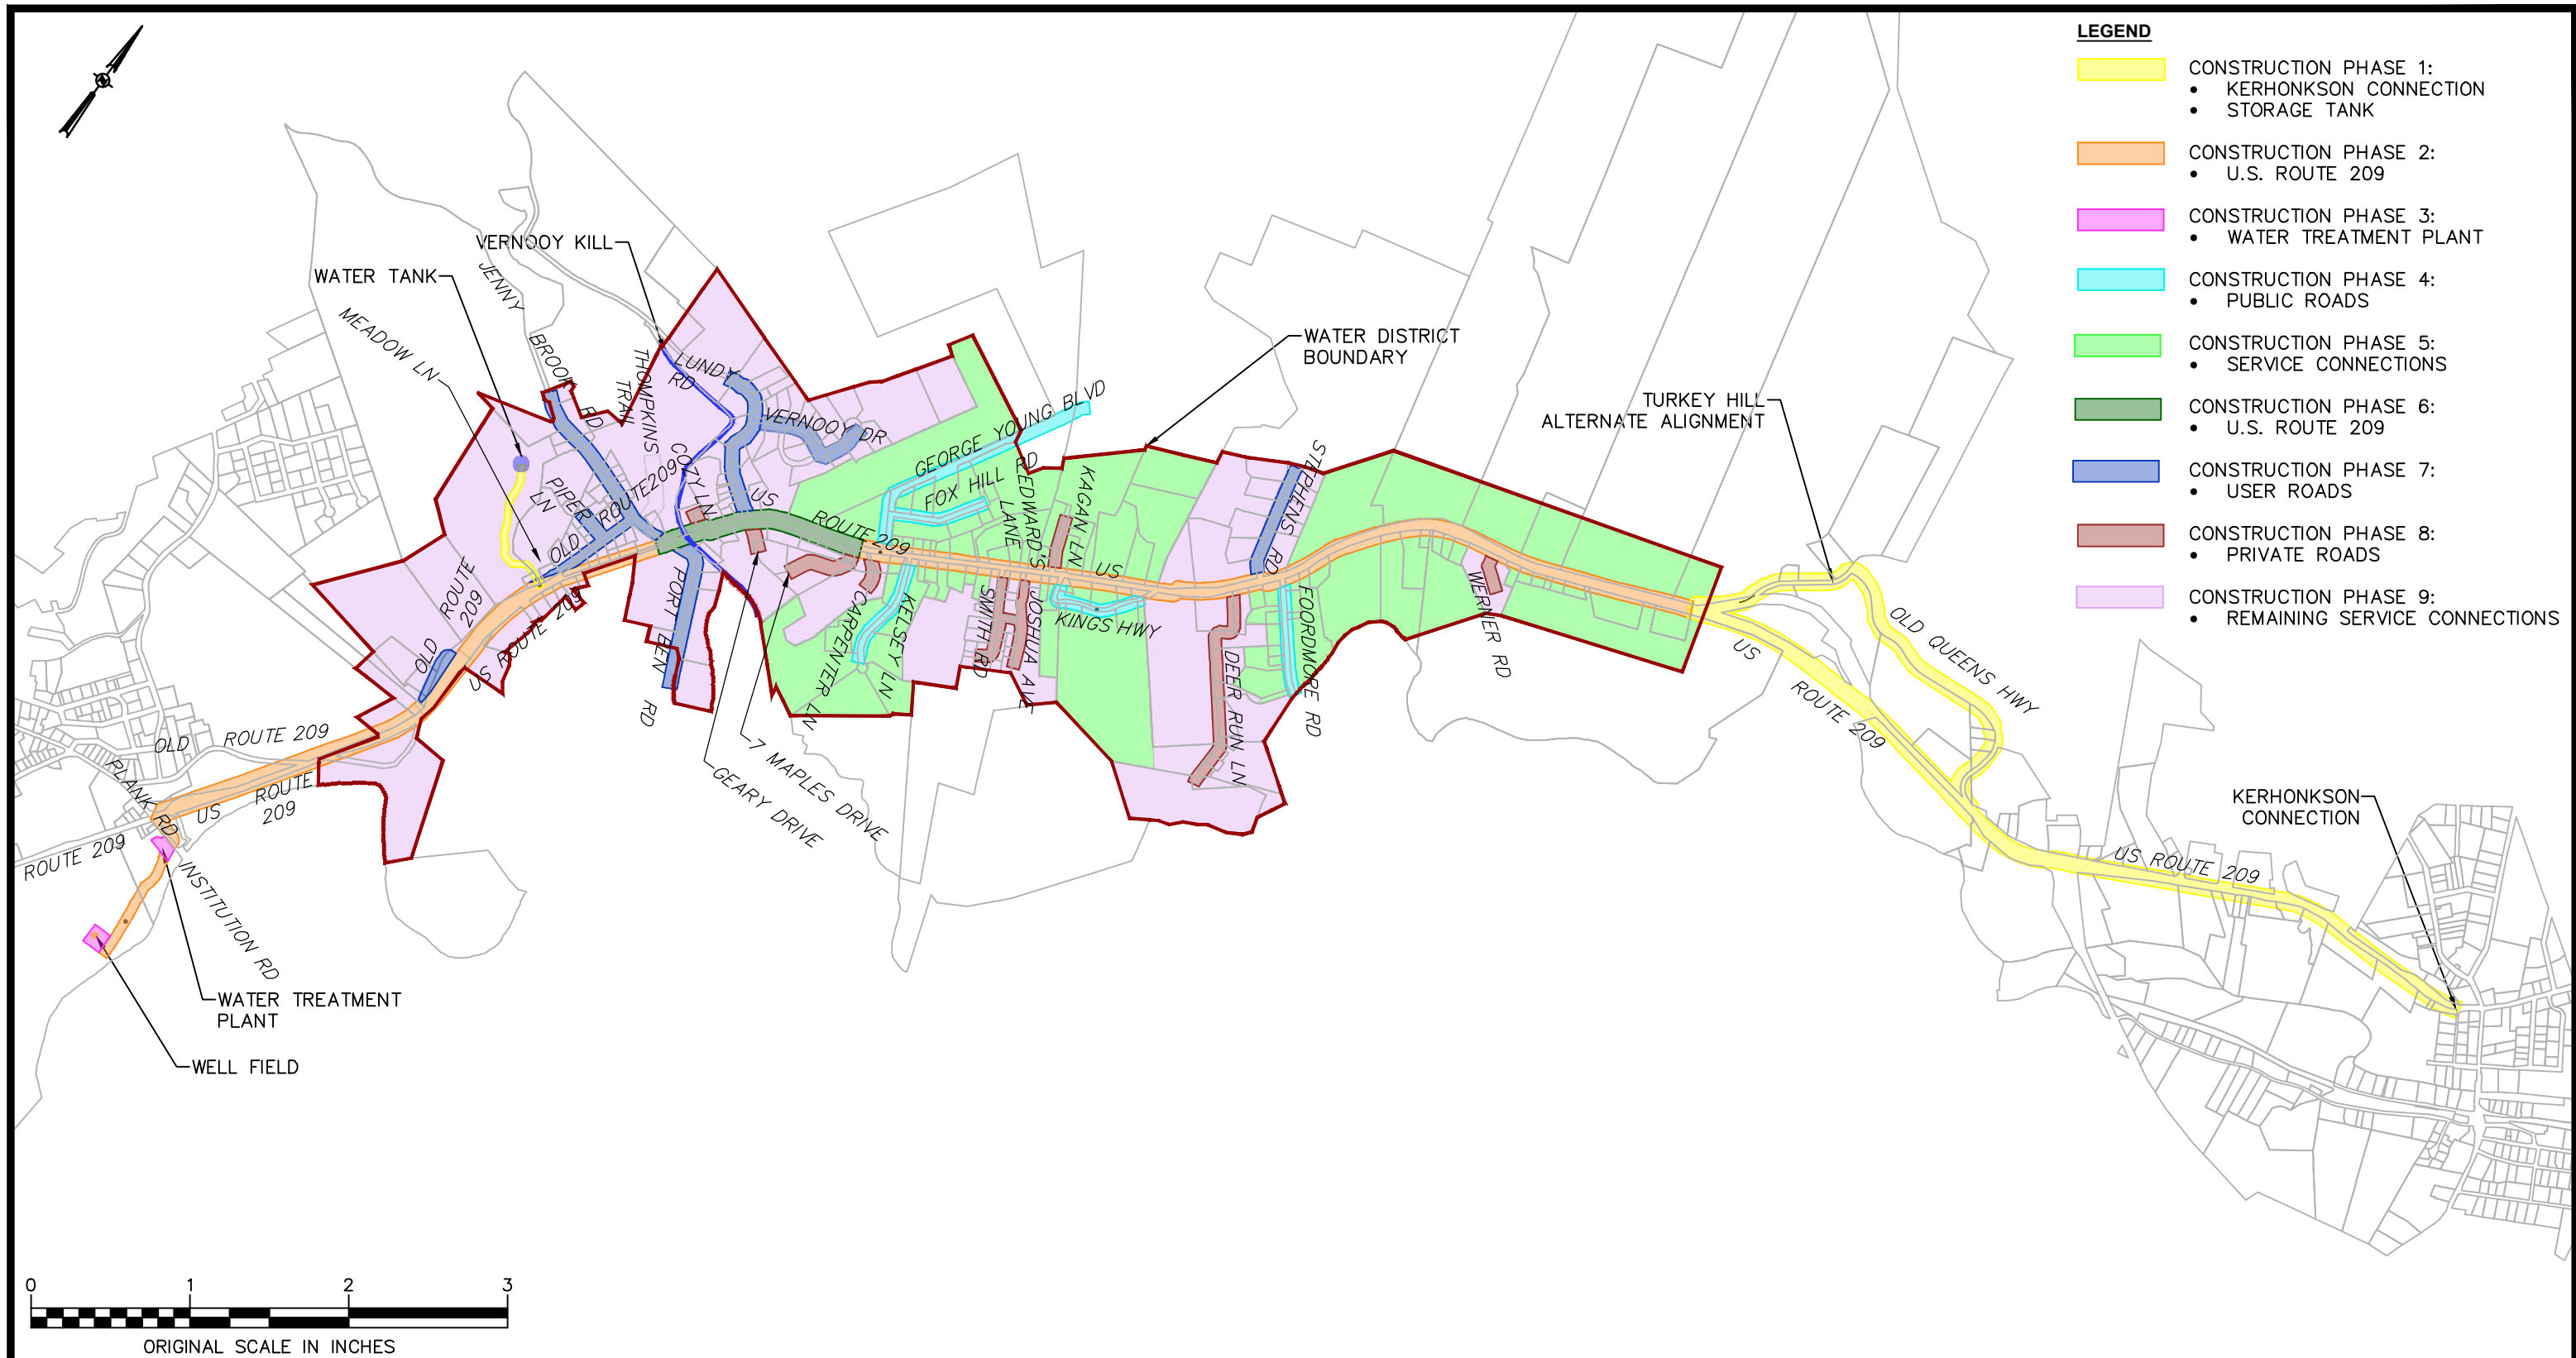 LEGEND
CONSTRUCTION PHASE 1:
• KERHONKSON CONNECTION
• STORAGE TANK
CONSTRUCTION PHASE 2:
• U.S. ROUTE 209
CONSTRUCTION PHASE 3:
• WATER TREATMENT PLANT
CONSTRUCTION PHASE 4:
• PUBLIC ROADS
CONSTRUCTION PHASE 5:
• SERVICE CONNECTIONS
CONSTRUCTION PHASE 6:
• U.S. ROUTE 209
CONSTRUCTION PHASE 7:
• USER ROADS
CONSTRUCTION PHASE 8:
• PRIVATE ROADS
CONSTRUCTION PHASE 9:
• REMAINING SERVICE CONNECTIONS
VERNOOY KILL
WATER TANK
JENNY
BROOK
RD
MEADOW LN
THOMPKINS
TRAIL
LUNDY
RD
VERNOOY DR
COZY LN
PIPER
LN
OLD
ROUTE209
US
ROUTE 209
GEORGE YOUNG BLVD
FOX HILL RD
EDWARD'S
LANE
KAGAN LN
WATER DISTRICT
BOUNDARY
STEPHENS RD
TURKEY HILL
ALTERNATE ALIGNMENT
US
OLD
ROUTE
209
US ROUTE 209
PORT BEN
RD
CARPENTER LN
KELSEY LN
SMITH RD
JOSHUA AVE
KINGS HWY
DEER RUN LN
FOORDMORE RD
WERNER RD
OLD QUEENS HWY
US
ROUTE 209
7 MAPLES DRIVE
GEARY DRIVE
OLD
ROUTE 209
PLANK
RD
US
ROUTE
209
ROUTE 209
INSTITUTION RD
KERHONKSON
CONNECTION
US ROUTE 209
WATER TREATMENT
PLANT
WELL FIELD
0 1 2 3
ORIGINAL SCALE IN INCHES